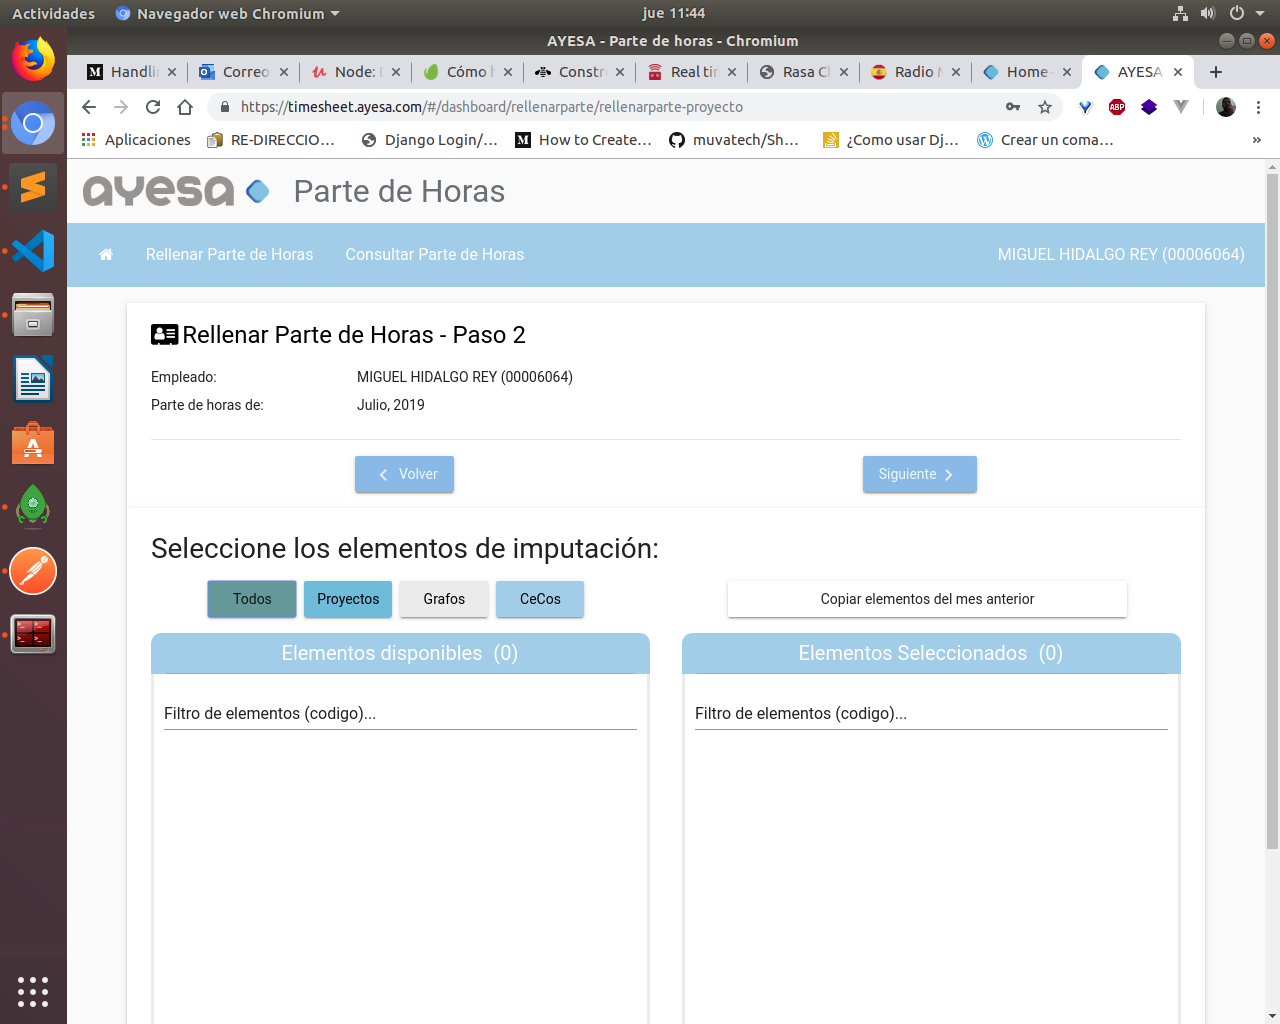 Actividades
Navegador web Chromium
jue 11:44
AYESA - Parte de horas - Chromium
Handli
Correo
Node:
Cómo
Constr
Real tir
Rasa C
Radio
Home
AYESA
https://timesheet.ayesa.com/#/dashboard/rellenarparte/rellenarparte-proyecto
Aplicaciones
RE-DIRECCIO…
Django Login/…
How to Create…
muvatech/Sh…
¿Como usar Dj…
Crear un coma…
ayesa
Parte de Horas
Rellenar Parte de Horas
Consultar Parte de Horas
MIGUEL HIDALGO REY (00006064)
Rellenar Parte de Horas - Paso 2
Empleado:
MIGUEL HIDALGO REY (00006064)
Parte de horas de:
Julio, 2019
Volver
Siguiente
Seleccione los elementos de imputación:
Todos
Proyectos
Grafos
CeCos
Copiar elementos del mes anterior
Elementos disponibles (0)
Elementos Seleccionados (0)
Filtro de elementos (codigo)...
Filtro de elementos (codigo)...